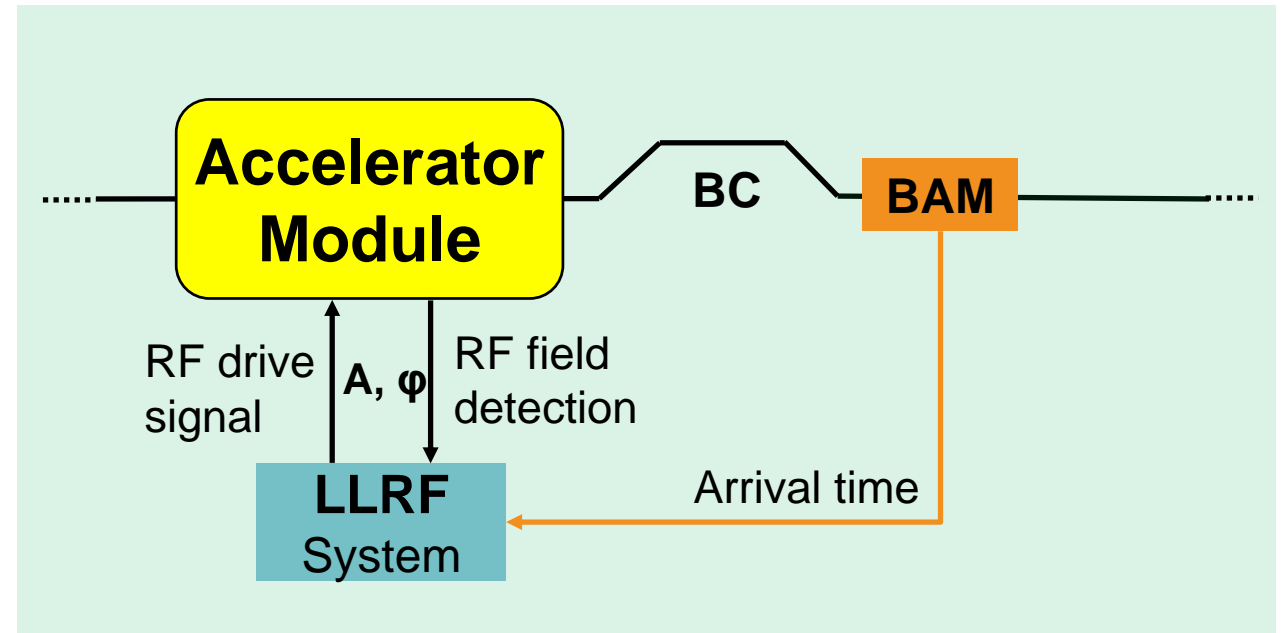 Accelerator
Module
BC
BAM
RF drive
signal
A, φ
RF field
detection
LLRF
System
Arrival time